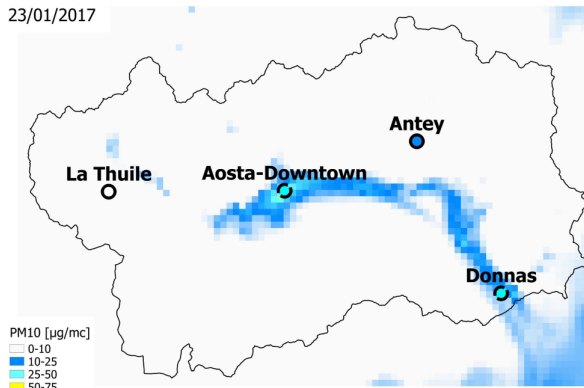 23/01/2017
Antey
La Thuile
Aosta-Downtown
Donnas
PM10 [µg/mc]
0-10
10-25
25-50
50-75